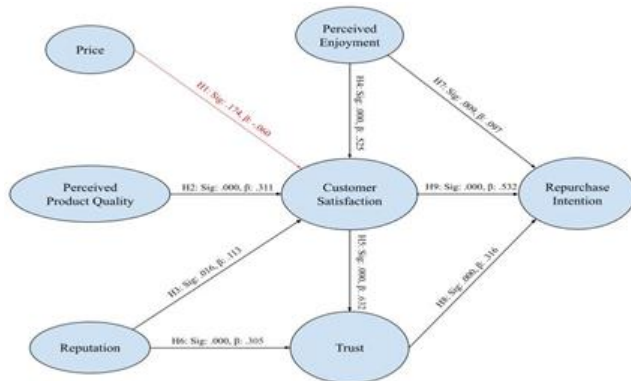 Price
Perceived
Enjoyment
H1: Sig: .174, β: -.060
H4: Sig: .000, β: .525
H7: Sig: .009, β: .097
Perceived
Product Quality
H2: Sig: .000, β: .311
Customer
Satisfaction
H9: Sig: .000, β: .532
Repurchase
Intention
H3: Sig: .016, β: .113
H5: Sig: .000, β: .632
H8: Sig: .000, β: .316
Reputation
H6: Sig: .000, β: .305
Trust